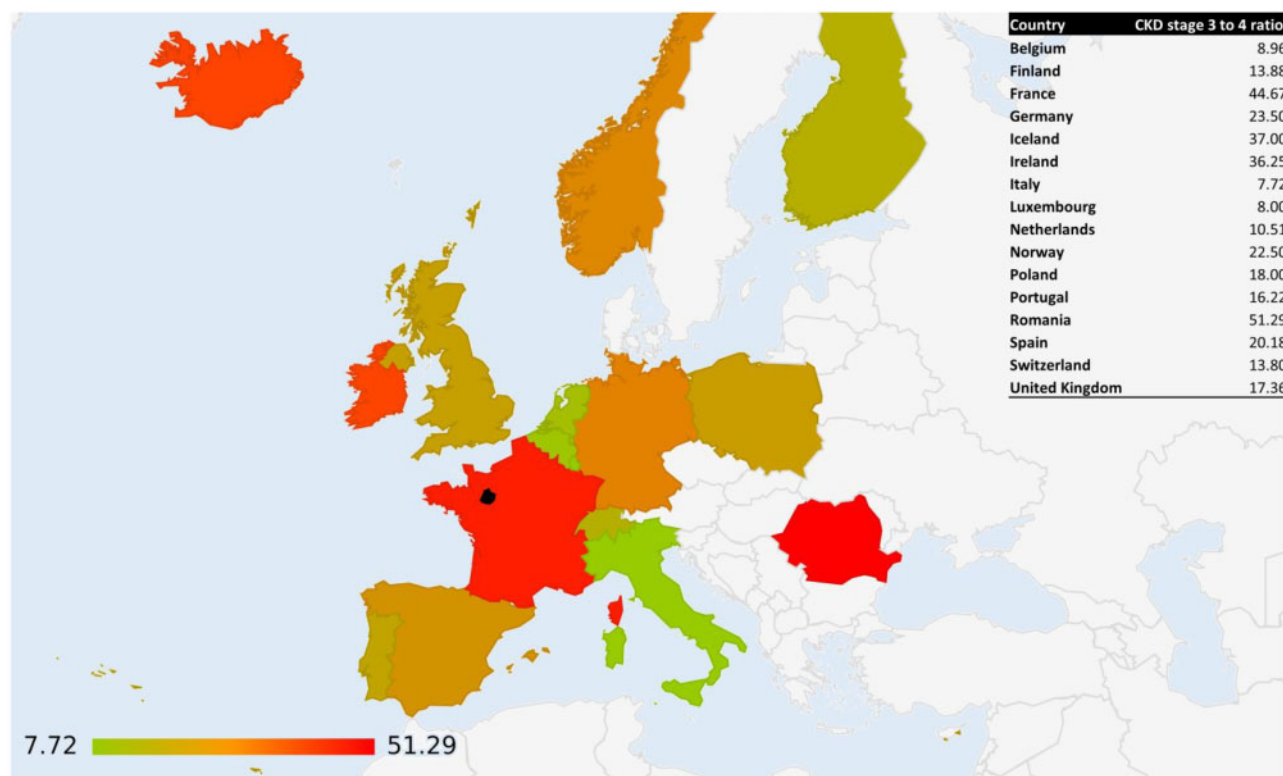 Country CKD stage 3 to 4 ratio
Belgium 8.96
Finland 13.88
France 44.67
Germany 23.50
Iceland 37.00
Ireland 36.25
Italy 7.72
Luxembourg 8.00
Netherlands 10.51
Norway 22.50
Poland 18.00
Portugal 16.22
Romania 51.29
Spain 20.18
Switzerland 13.80
United Kingdom 17.36
7.72 51.29